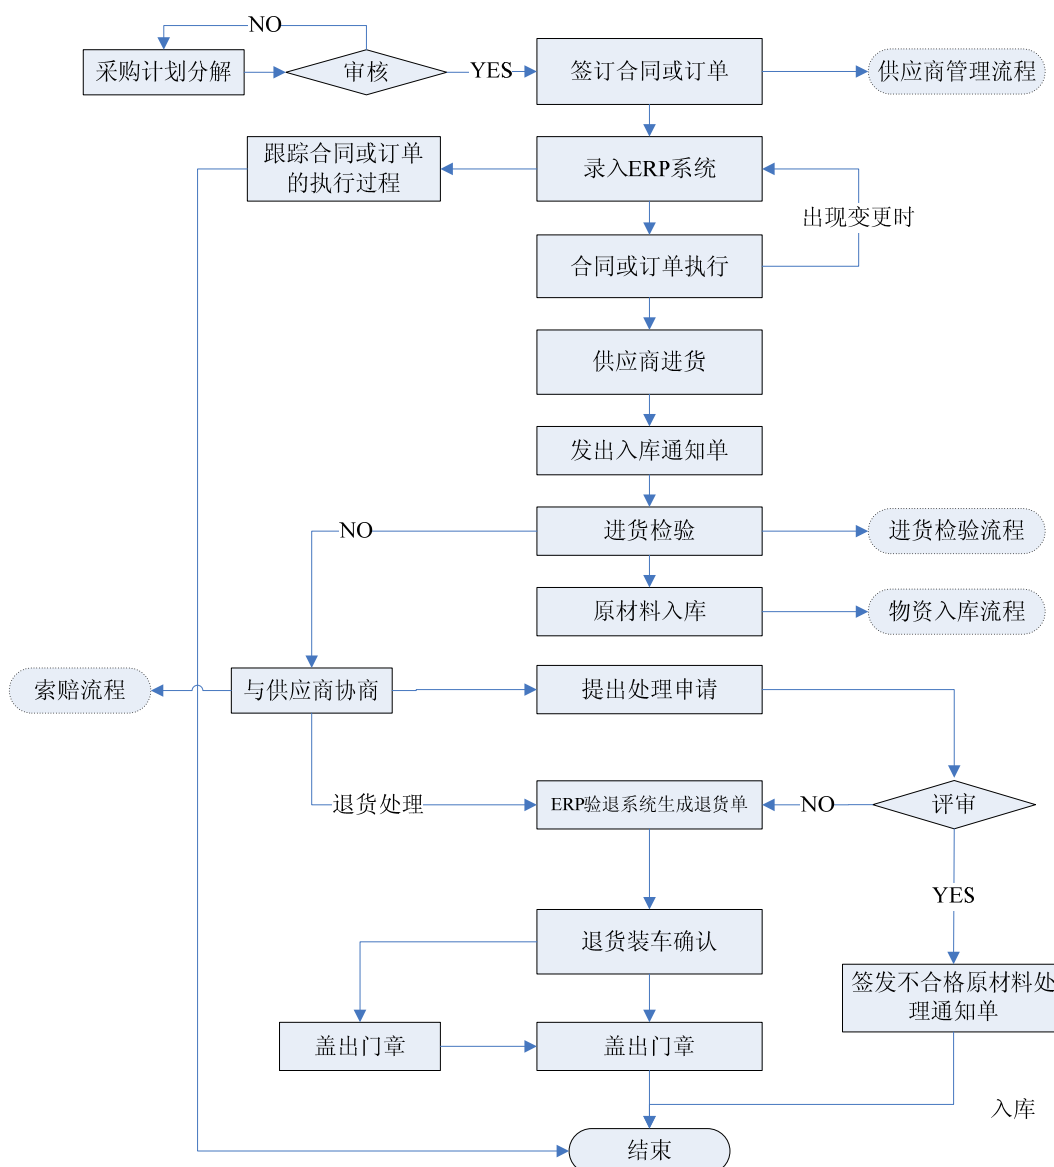 NO
采购计划分解
审核
YES
签订合同或订单
供应商管理流程
跟踪合同或订单
的执行过程
录入ERP系统
出现变更时
合同或订单执行
供应商进货
发出入库通知单
NO
进货检验
进货检验流程
原材料入库
物资入库流程
索赔流程
与供应商协商
提出处理申请
退货处理
ERP验退系统生成退货单
NO
评审
YES
退货装车确认
签发不合格原材料处
理通知单
盖出门章
盖出门章
入库
结束